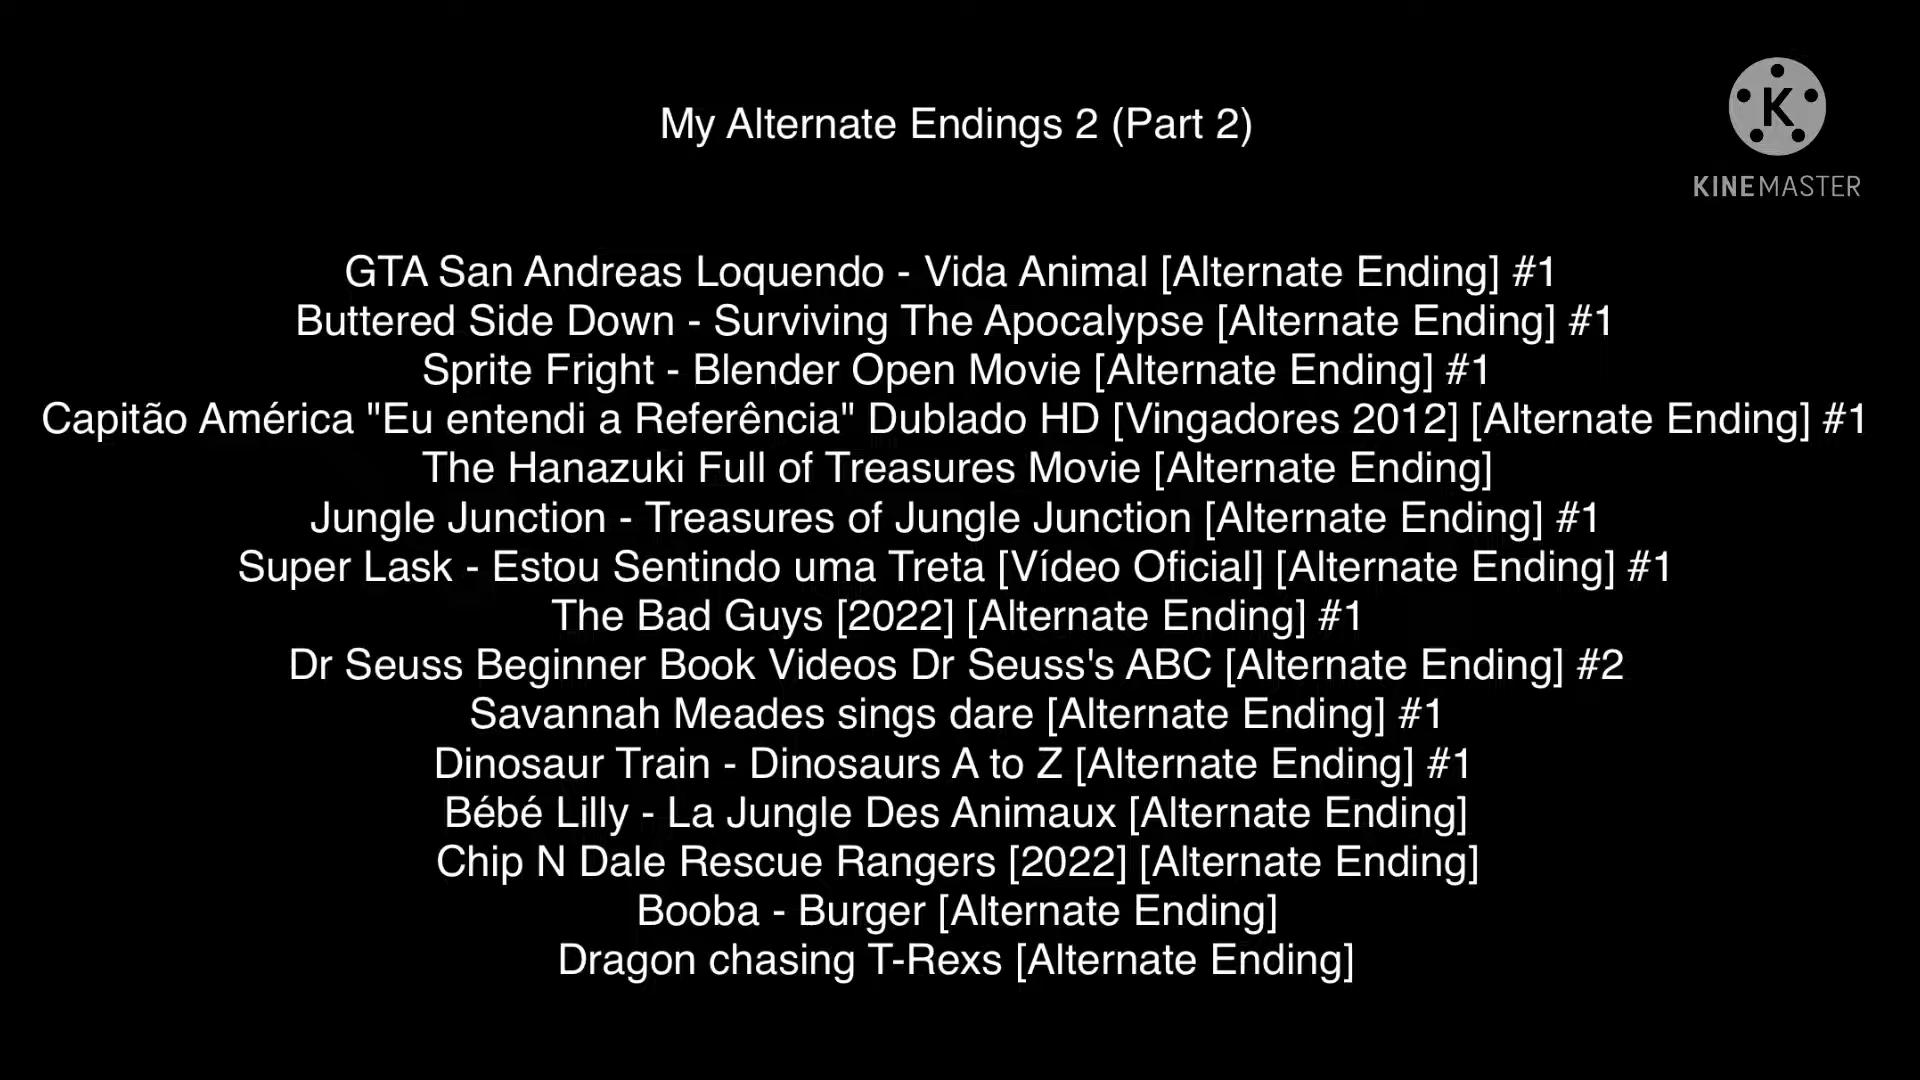 My Alternate Endings 2 (Part 2)
K
KINEMASTER
GTA San Andreas Loquendo - Vida Animal [Alternate Ending] #1
Buttered Side Down - Surviving The Apocalypse [Alternate Ending] #1
Sprite Fright - Blender Open Movie [Alternate Ending] #1
Capitão América "Eu entendi a Referência" Dublado HD [Vingadores 2012] [Alternate Ending] #1
The Hanazuki Full of Treasures Movie [Alternate Ending]
Jungle Junction - Treasures of Jungle Junction [Alternate Ending] #1
Super Lask - Estou Sentindo uma Treta [Vídeo Oficial] [Alternate Ending] #1
The Bad Guys [2022] [Alternate Ending] #1
Dr Seuss Beginner Book Videos Dr Seuss's ABC [Alternate Ending] #2
Savannah Meades sings dare [Alternate Ending] #1
Dinosaur Train - Dinosaurs A to Z [Alternate Ending] #1
Bébé Lilly - La Jungle Des Animaux [Alternate Ending]
Chip N Dale Rescue Rangers [2022] [Alternate Ending]
Booba - Burger [Alternate Ending]
Dragon chasing T-Rexs [Alternate Ending]